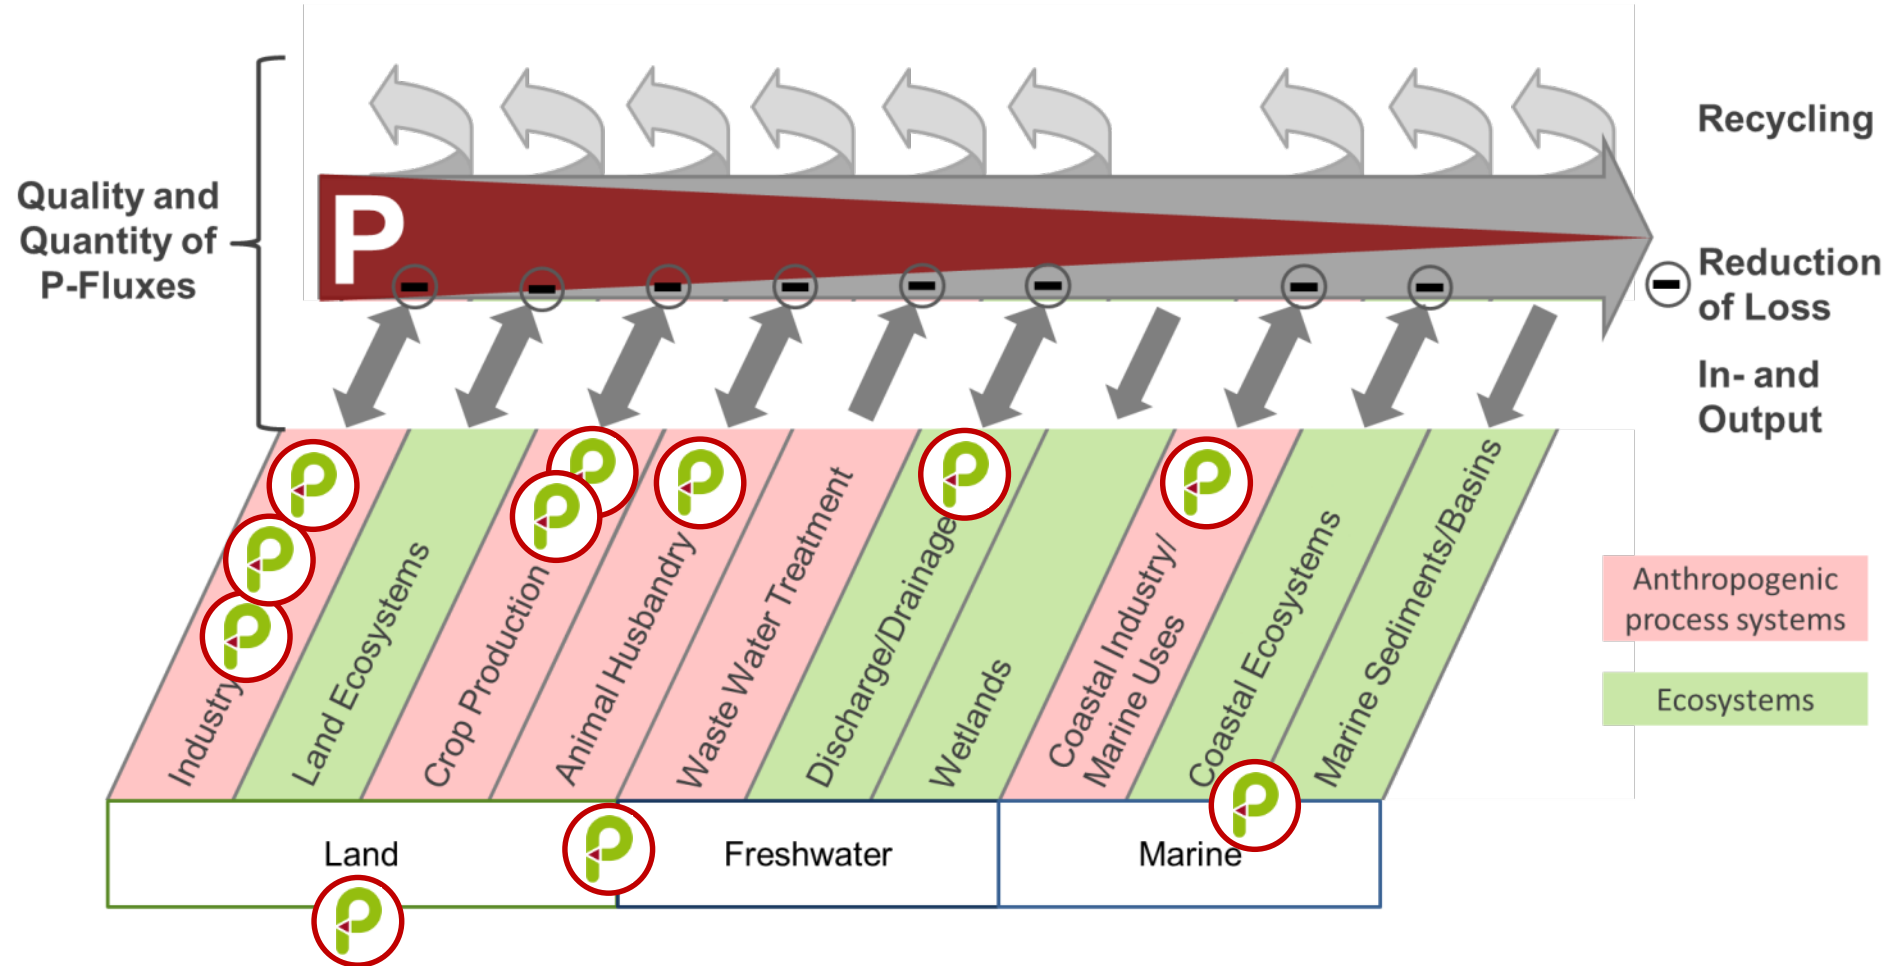 Recycling
Quality and
Quantity of
P-Fluxes
P
Reduction
of Loss
In- and
Output
Industry
Land Ecosystems
Crop Production
Animal Husbandry
Waste Water Treatment
Discharge/Drainage
Wetlands
Coastal Industry/
Marine Uses
Coastal Ecosystems
Marine Sediments/Basins
Anthropogenic
process systems
Ecosystems
Land
Freshwater
Marine